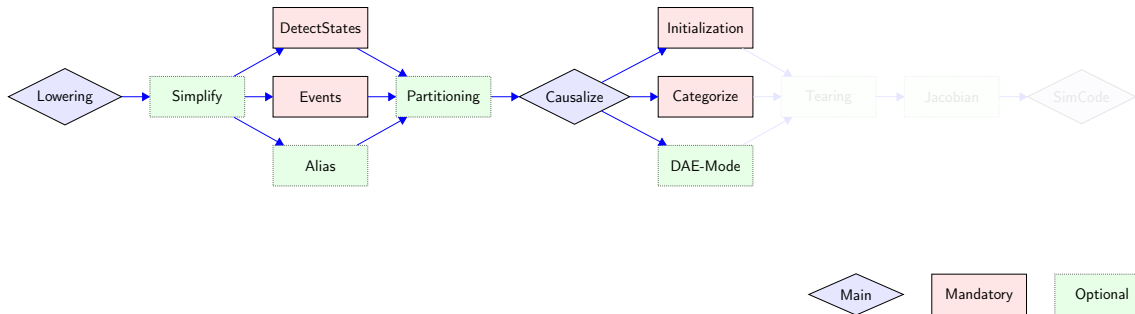 DetectStates
Initialization
Lowering
Simplify
Events
Partitioning
Causalize
Categorize
Tearing
Jacobian
SimCode
Alias
DAE-Mode
Main
Mandatory
Optional